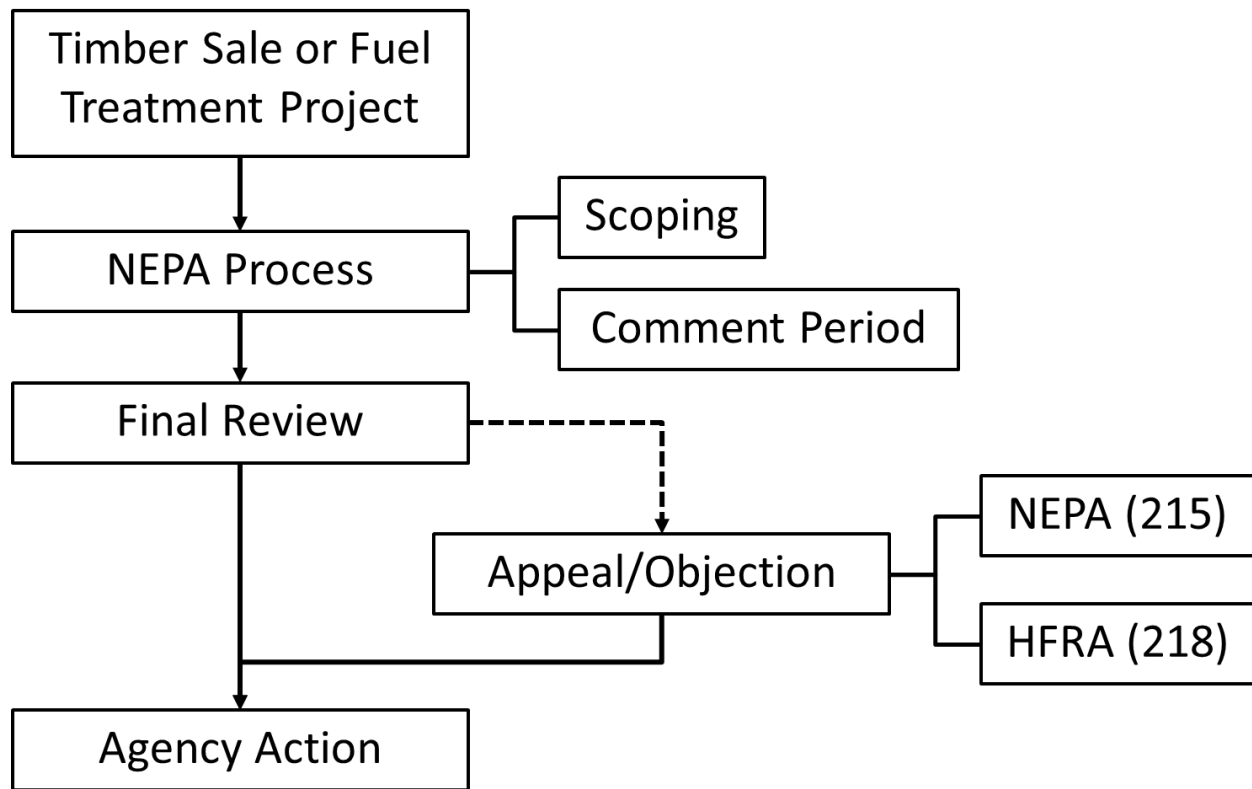 Timber Sale or Fuel
Treatment Project
Scoping
NEPA Process
Comment Period
Final Review
NEPA (215)
Appeal/Objection
HFRA (218)
Agency Action